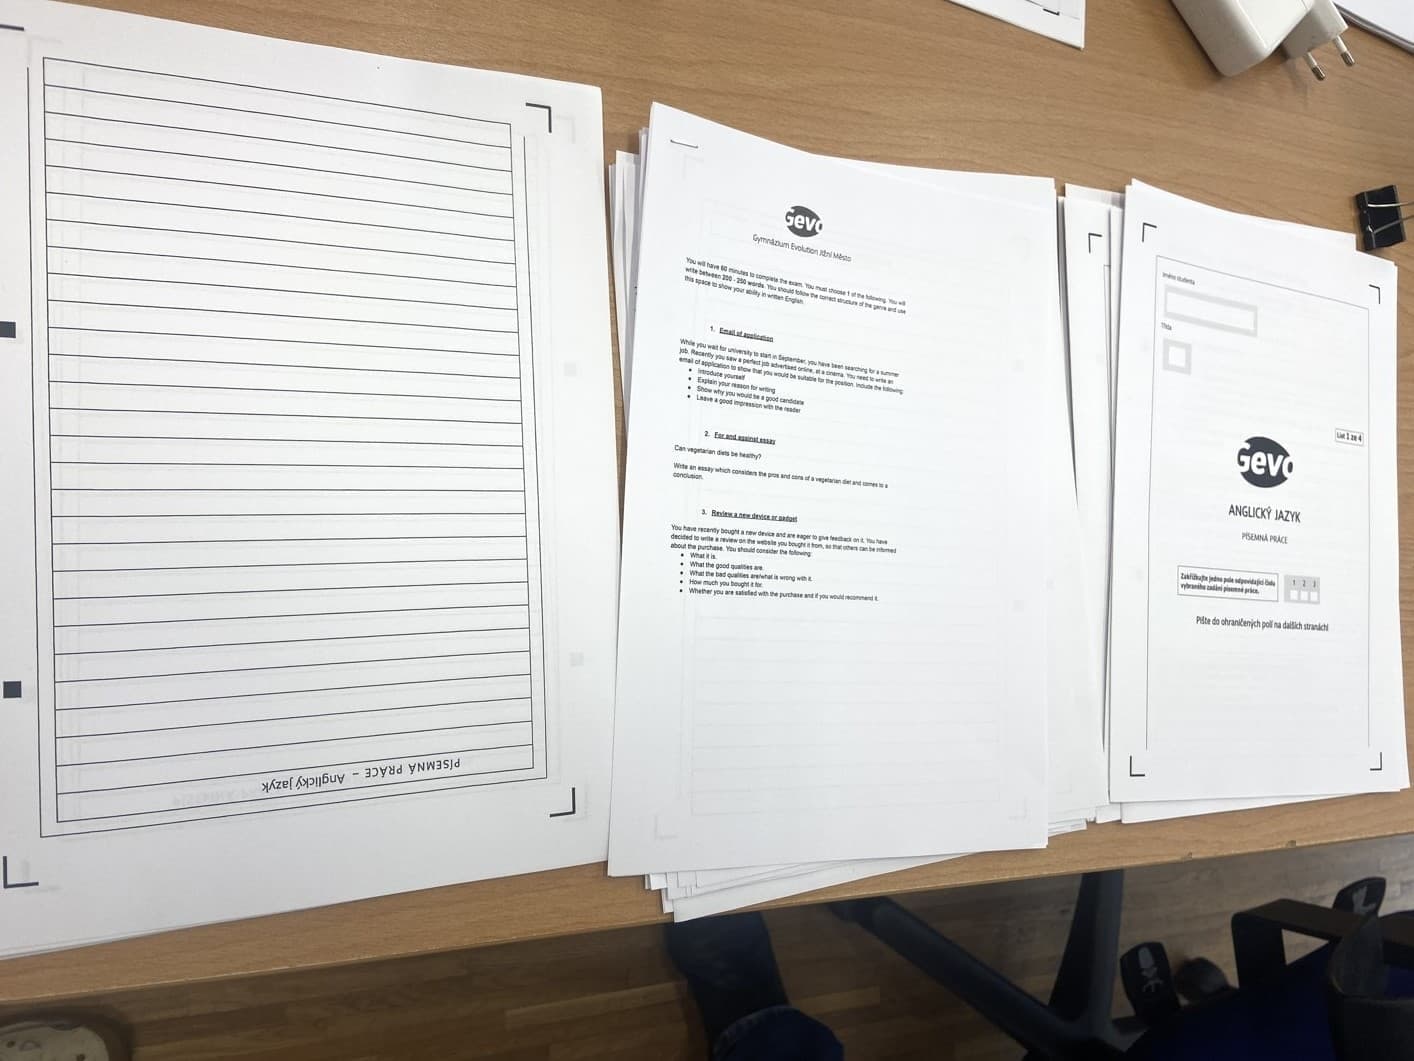 PÍSEMNÁ PRÁCE – Anglický jazyk
Gevo
Gymnázium Evolution Jižní Město
You will have 60 minutes to complete the exam. You must choose 1 of the following. You will
write between 200 - 250 words. You should follow the correct structure of the genre and use
this space to show your ability in written English.
1. Email of application
While you wait for university to start in September, you have been searching for a summer
job. Recently you saw a perfect job advertised online, at a cinema. You need to write an
email of application to show that you would be suitable for the position. Include the following:
• Introduce yourself
• Explain your reason for writing
• Show why you would be a good candidate
• Leave a good impression with the reader
2. For and against essay
Can vegetarian diets be healthy?
Write an essay which considers the pros and cons of a vegetarian diet and comes to a
conclusion.
3. Review a new device or gadget
You have recently bought a new device and are eager to give feedback on it. You have
decided to write a review on the website you bought it from, so that others can be informed
about the purchase. You should consider the following:
• What it is.
• What the good qualities are.
• What the bad qualities are/what is wrong with it.
• How much you bought it for.
• Whether you are satisfied with the purchase and if you would recommend it.
Jméno studenta
Třída
List 1 ze 4
Gevo
ANGLICKÝ JAZYK
PÍSEMNÁ PRÁCE
Zakřížkujte jedno pole odpovídající číslu
vybraného zadání písemné práce.
1 2 3
Pište do ohraničených polí na dalších stranách!